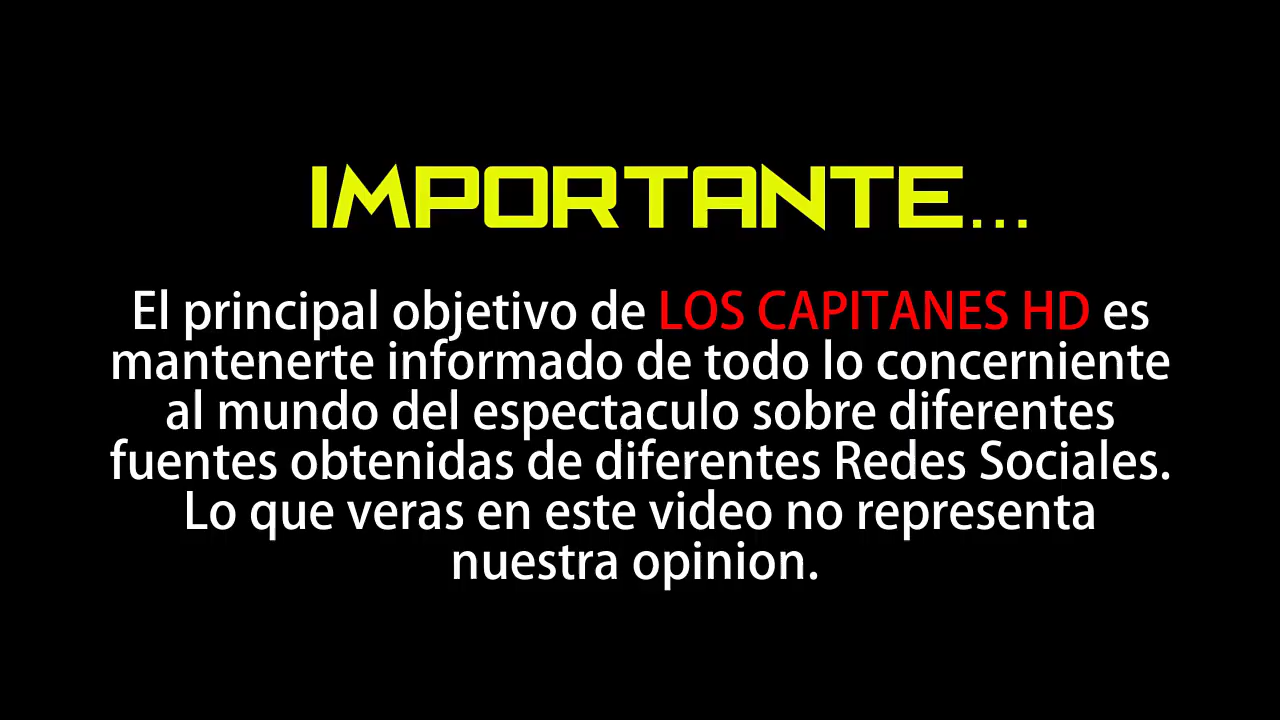 IMPORTANTE...
El principal objetivo de LOS CAPITANES HD es
mantenerte informado de todo lo concerniente
al mundo del espectaculo sobre diferentes
fuentes obtenidas de diferentes Redes Sociales.
Lo que veras en este video no representa
nuestra opinion.